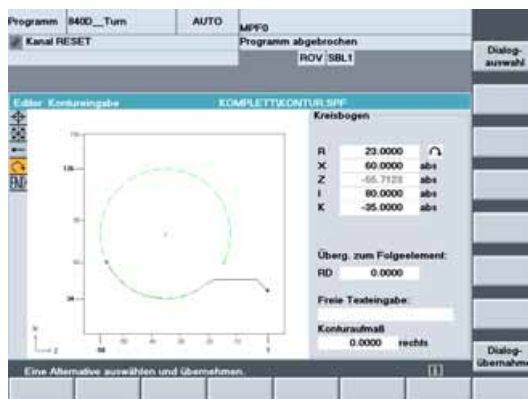 Programm 840D__Turn AUTO MPF0
Kanal RESET Programm abgebrochen
ROV SBL1
Dialog-
auswahl
Editor Kontureingabe KOMPLETT\KONTUR.SPF
Kreisbogen
R 23.0000
X 60.0000 abs
Z abs
I 80.0000 abs
K -35.0000 abs
Überg. zum Folgeelement:
RD 0.0000
Freie Texteingabe:
Konturaufmaß
0.0000 rechts
Eine Alternative auswählen und übernehmen.
Dialog-
übernahme